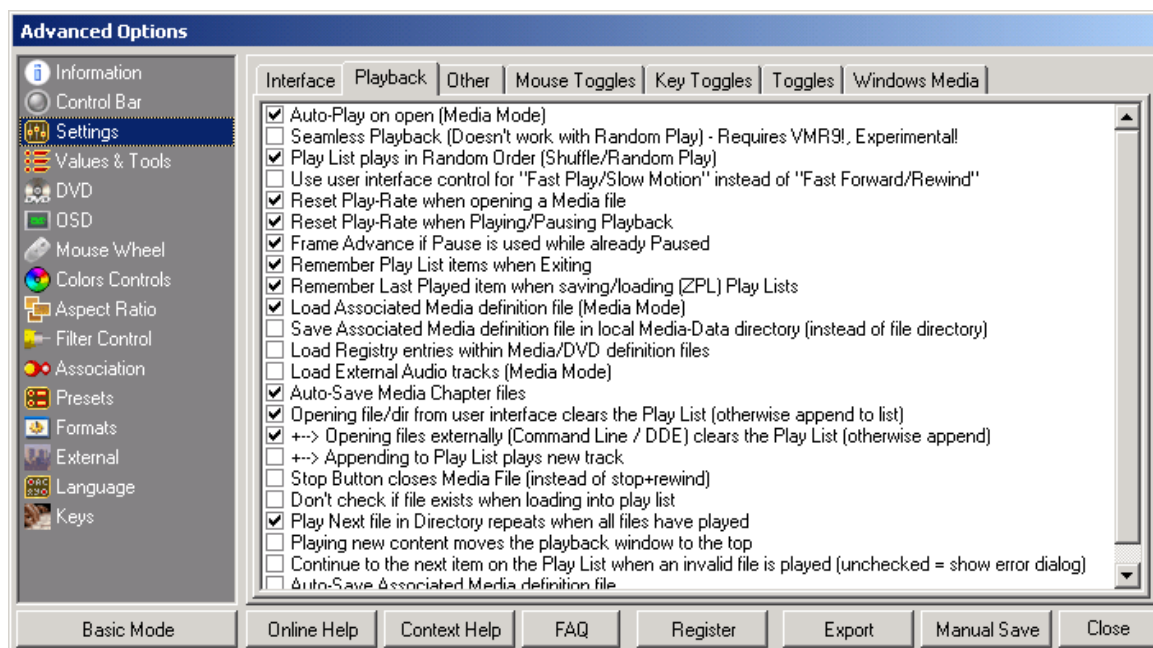 Advanced Options
Information
Control Bar
Settings
Values & Tools
DVD
OSD
Mouse Wheel
Colors Controls
Aspect Ratio
Filter Control
Association
Presets
Formats
External
Language
Keys
Interface Playback Other Mouse Toggles Key Toggles Toggles Windows Media
Auto-Play on open (Media Mode)
Seamless Playback (Doesn't work with Random Play) - Requires VMR9!, Experimental!
Play List plays in Random Order (Shuffle/Random Play)
Use user interface control for "Fast Play/Slow Motion" instead of "Fast Forward/Rewind"
Reset Play-Rate when opening a Media file
Reset Play-Rate when Playing/Pausing Playback
Frame Advance if Pause is used while already Paused
Remember Play List items when Exiting
Remember Last Played item when saving/loading (ZPL) Play Lists
Load Associated Media definition file (Media Mode)
Save Associated Media definition file in local Media-Data directory (instead of file directory)
Load Registry entries within Media/DVD definition files
Load External Audio tracks (Media Mode)
Auto-Save Media Chapter files
Opening file/dir from user interface clears the Play List (otherwise append to list)
+--> Opening files externally (Command Line / DDE) clears the Play List (otherwise append)
+--> Appending to Play List plays new track
Stop Button closes Media File (instead of stop+rewind)
Don't check if file exists when loading into play list
Play Next file in Directory repeats when all files have played
Playing new content moves the playback window to the top
Continue to the next item on the Play List when an invalid file is played (unchecked = show error dialog)
Auto-Save Associated Media definition file
Basic Mode Online Help Context Help FAQ Register Export Manual Save Close